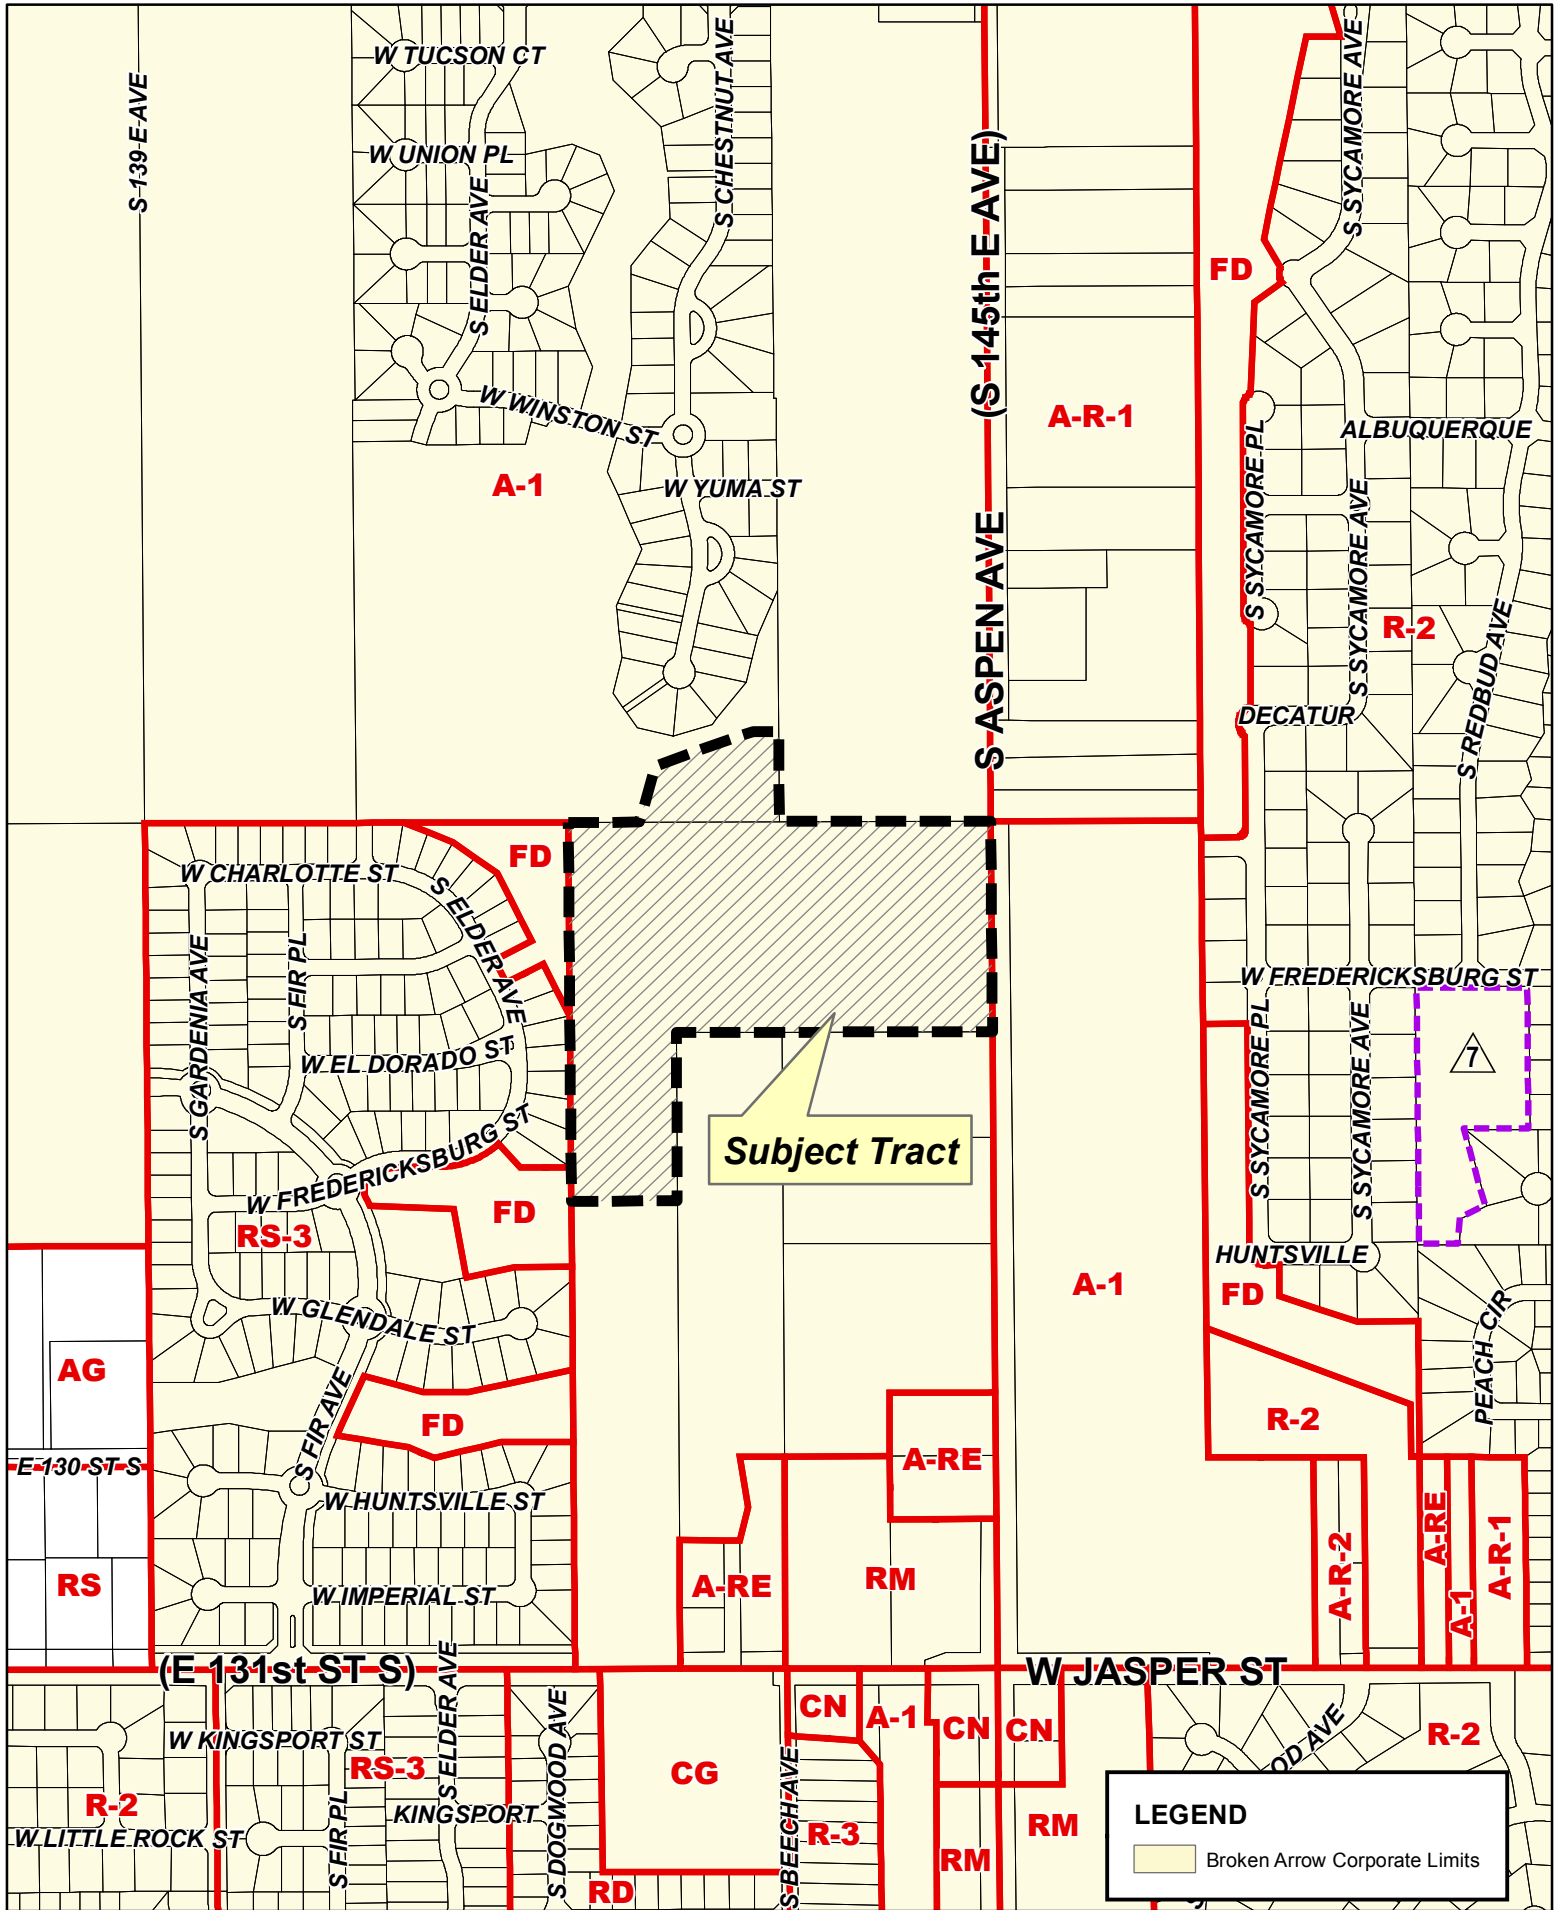 W TUCSON CT
S 139 E AVE
W UNION PL
S ELDER AVE
S CHESTNUT AVE
W WINSTON ST
W YUMA ST
A-1
S ASPEN AVE (S 145th E AVE)
A-R-1
FD
S SYCAMORE AVE
ALBUQUERQUE
S SYCAMORE PL
S SYCAMORE AVE
R-2
S REDBUD AVE
DECATUR
FD
W CHARLOTTE ST
S ELDER AVE
S GARDENIA AVE
S FIR PL
W EL DORADO ST
W FREDERICKSBURG ST
Subject Tract
W FREDERICKSBURG ST
7
S SYCAMORE PL
S SYCAMORE AVE
RS-3
FD
HUNTSVILLE
A-1
FD
W GLENDALE ST
PEACH CIR
AG
S FIR AVE
FD
R-2
A-RE
E 130 ST S
W HUNTSVILLE ST
RS
W IMPERIAL ST
A-RE
RM
A-R-2
A-RE
A-1
A-R-1
(E 131st ST S)
W JASPER ST
S ELDER AVE
W KINGSPORT ST
RS-3
R-2
KINGSPORT
W LITTLE ROCK ST
S FIR PL
S DOGWOOD AVE
CG
RD
S BEECH AVE
CN
A-1
CN
CN
R-3
RM
RM
OD AVE
R-2
LEGEND
Broken Arrow Corporate Limits